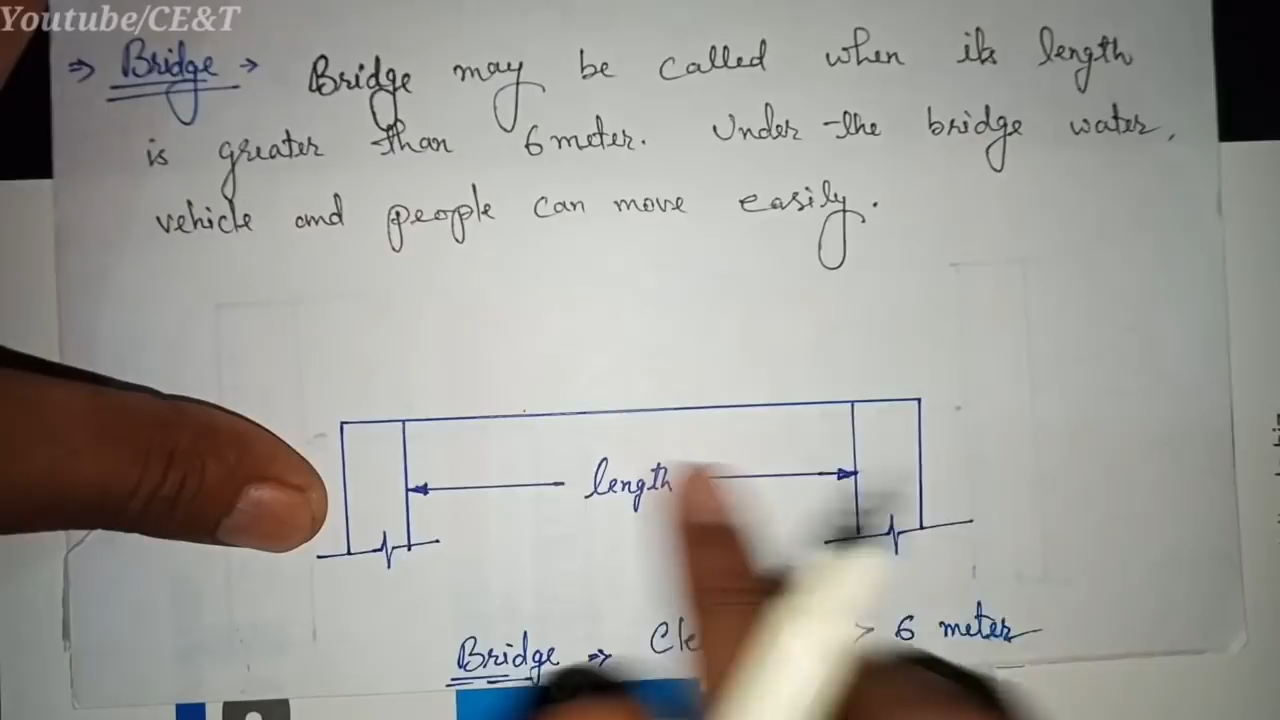 Youtube/CE&T
⇒ Bridge → Bridge may be called when its length
is greater than 6 meter. Under the bridge water,
vehicle and people can move easily.
length
Bridge ⇒ > 6 meter